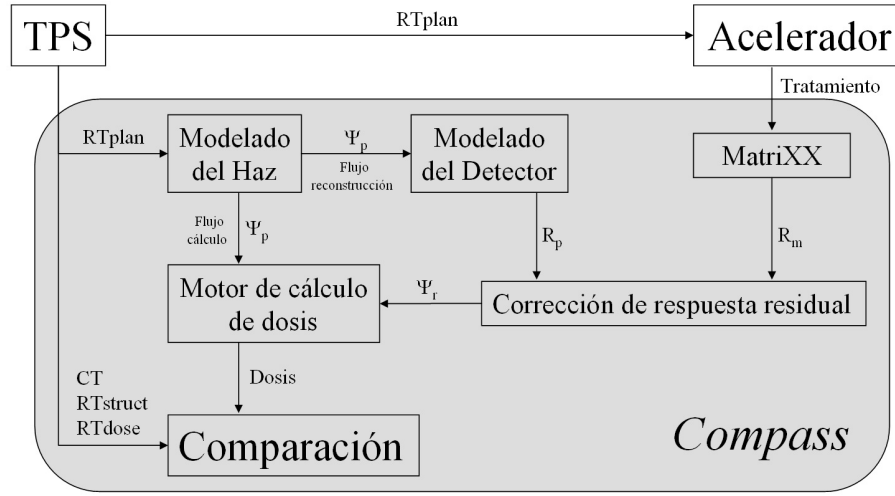 TPS
RTplan
Acelerador
Tratamiento
RTplan
Modelado
del Haz
Ψp
Flujo
reconstrucción
Modelado
del Detector
MatriXX
Flujo
cálculo
Ψp
Rp
Rm
Motor de cálculo
de dosis
Ψr
Corrección de respuesta residual
CT
RTstruct
RTdose
Dosis
Comparación
Compass